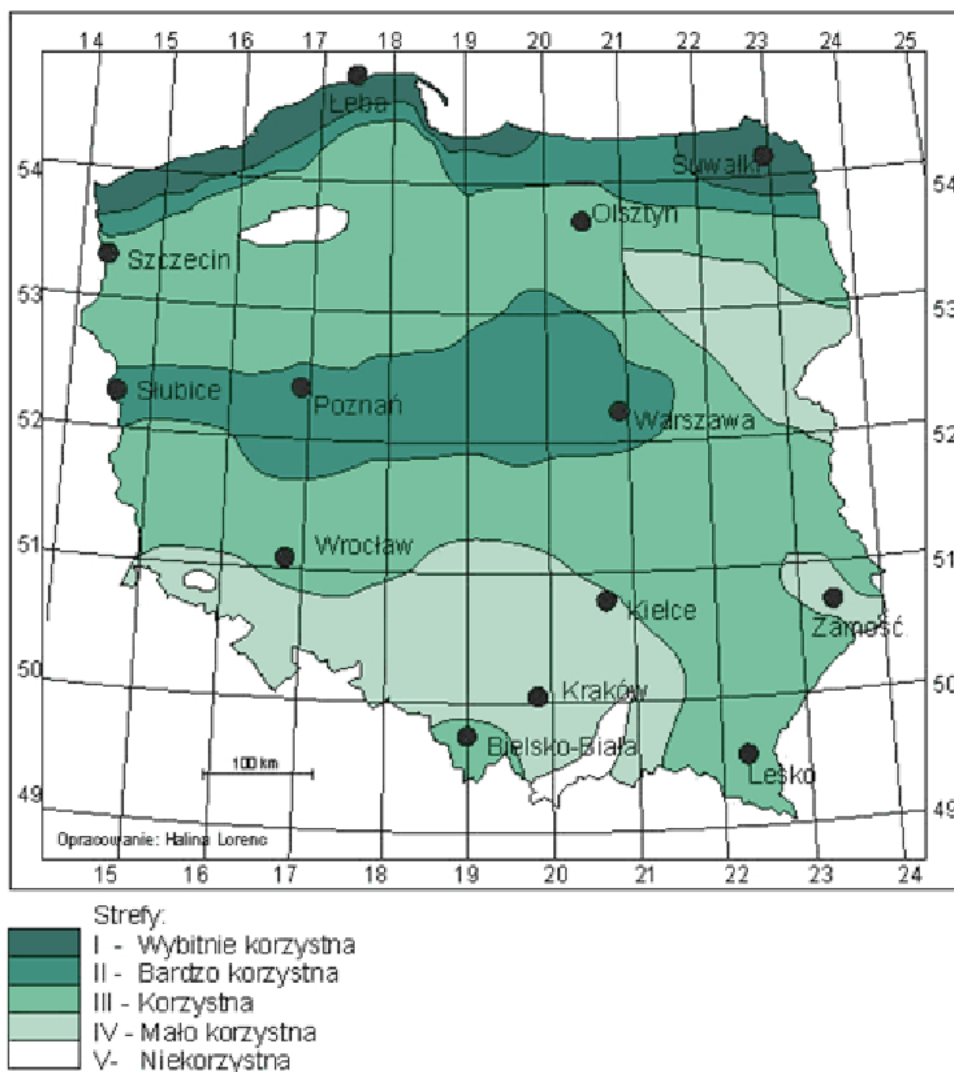 14 15 16 17 18 19 20 21 22 23 24 25
Łeba
54
Suwałki
54
Olsztyn
Szczecin
53
53
Słubice
Poznań
Warszawa
52
52
51
Wrocław
51
Kielce
Zamość
50
Kraków
50
Bielsko-Biała
100 km
Lesko
49
49
Opracowanie: Halina Lorenc
15 16 17 18 19 20 21 22 23 24
Strefy:
I - Wybitnie korzystna
II - Bardzo korzystna
III - Korzystna
IV - Mało korzystna
V- Niekorzystna